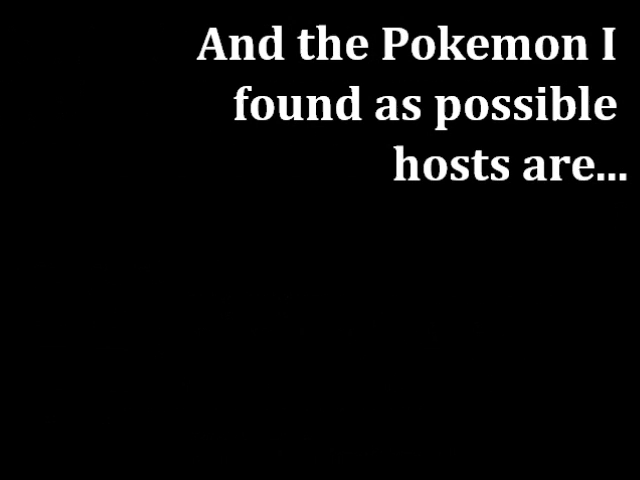 And the Pokemon I
found as possible
hosts are...